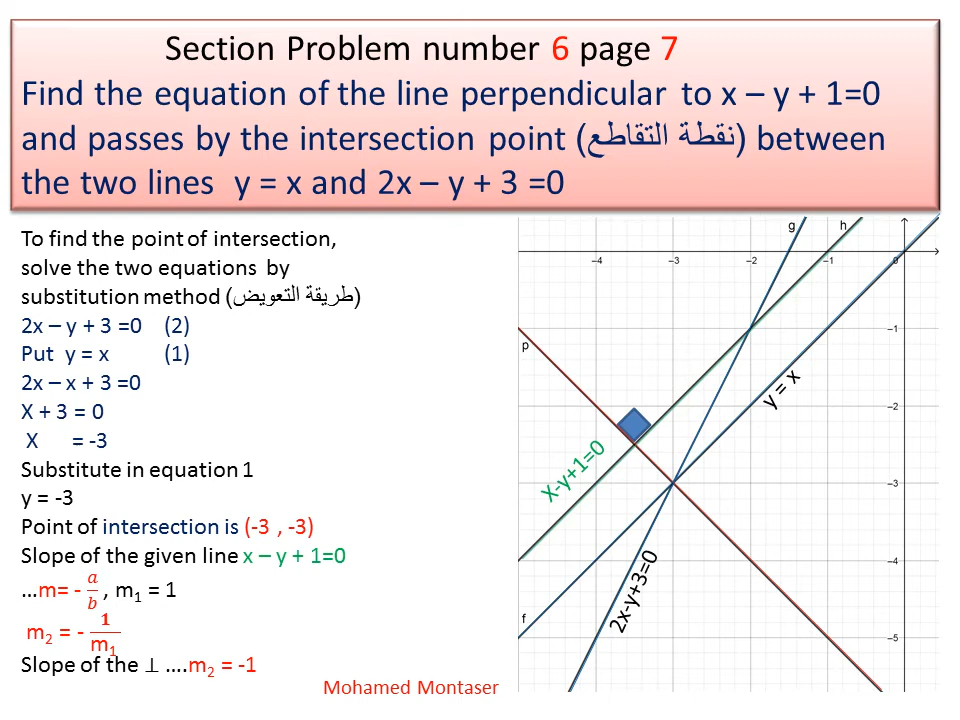 Section Problem number 6 page 7
Find the equation of the line perpendicular to x – y + 1=0
and passes by the intersection point (نقطة التقاطع) between
the two lines y = x and 2x – y + 3 =0
To find the point of intersection,
solve the two equations by
substitution method (طريقة التعويض)
2x – y + 3 =0 (2)
Put y = x (1)
2x – x + 3 =0
X + 3 = 0
X = -3
Substitute in equation 1
y = -3
Point of intersection is (-3 , -3)
Slope of the given line x – y + 1=0
...m= - a/b , m₁ = 1
m₂ = - 1/m₁
Slope of the ⊥ ....m₂ = -1
Mohamed Montaser
g
h
–4 –3 –2 –1 0
–1
p
y = x
–2
X-y+1=0
–3
2x-y+3=0
–4
f
–5